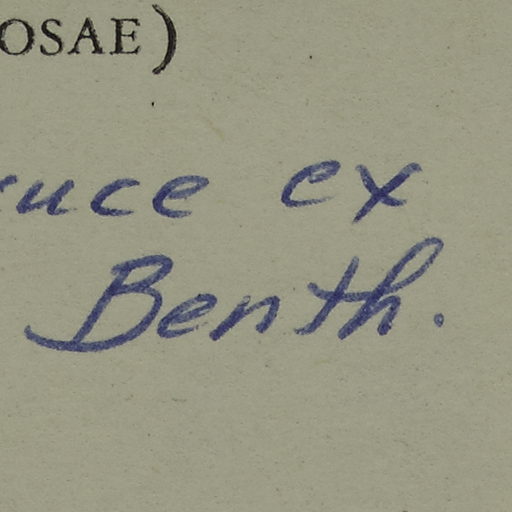 OSAE)
ruce ex
Benth.